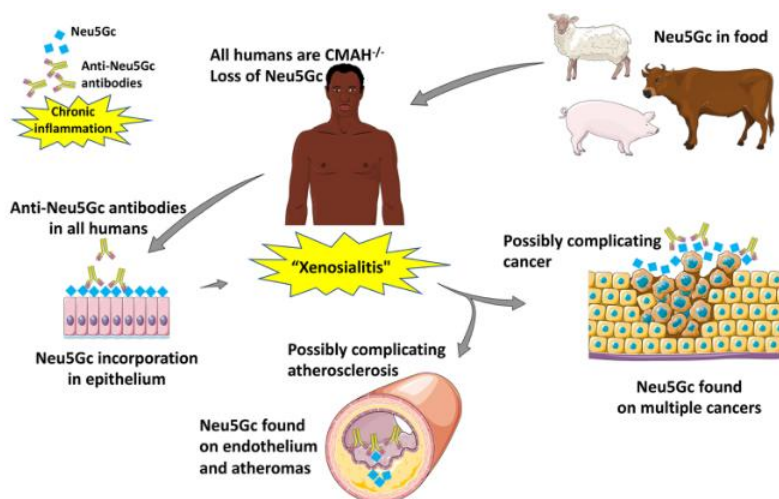 Neu5Gc
Anti-Neu5Gc
antibodies
Chronic
inflammation
All humans are CMAH-/-
Loss of Neu5Gc
Neu5Gc in food
Anti-Neu5Gc antibodies
in all humans
"Xenosialitis"
Neu5Gc incorporation
in epithelium
Possibly complicating
cancer
Neu5Gc found
on multiple cancers
Possibly complicating
atherosclerosis
Neu5Gc found
on endothelium
and atheromas